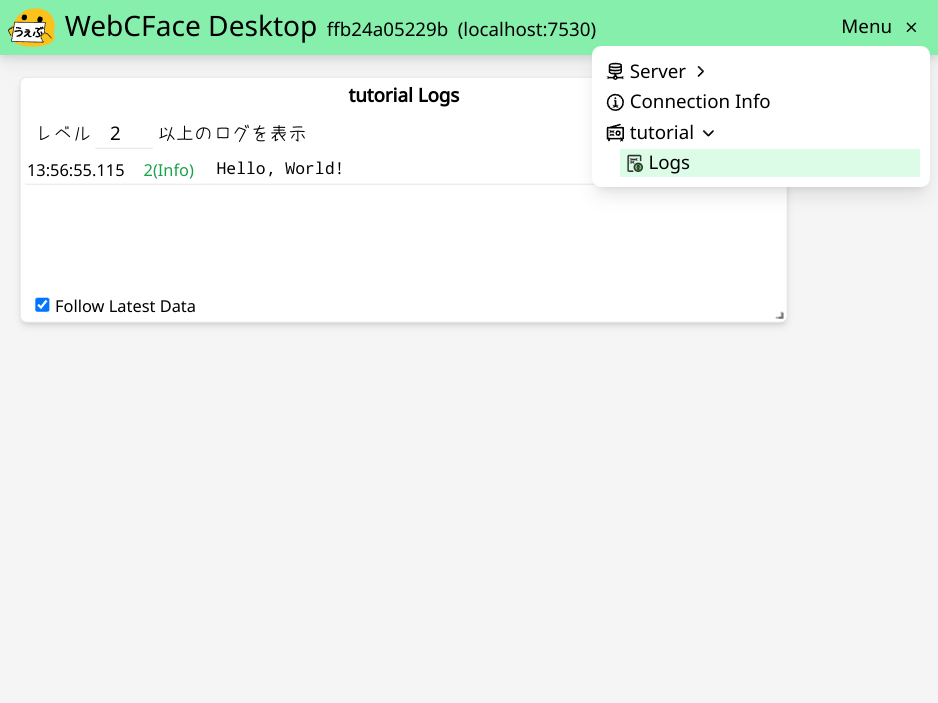 うぇぶ
WebCFace Desktop ffb24a05229b (localhost:7530)
Menu ×
Server
Connection Info
tutorial
Logs
tutorial Logs
レベル 2 以上のログを表示
13:56:55.115 2(Info) Hello, World!
Follow Latest Data